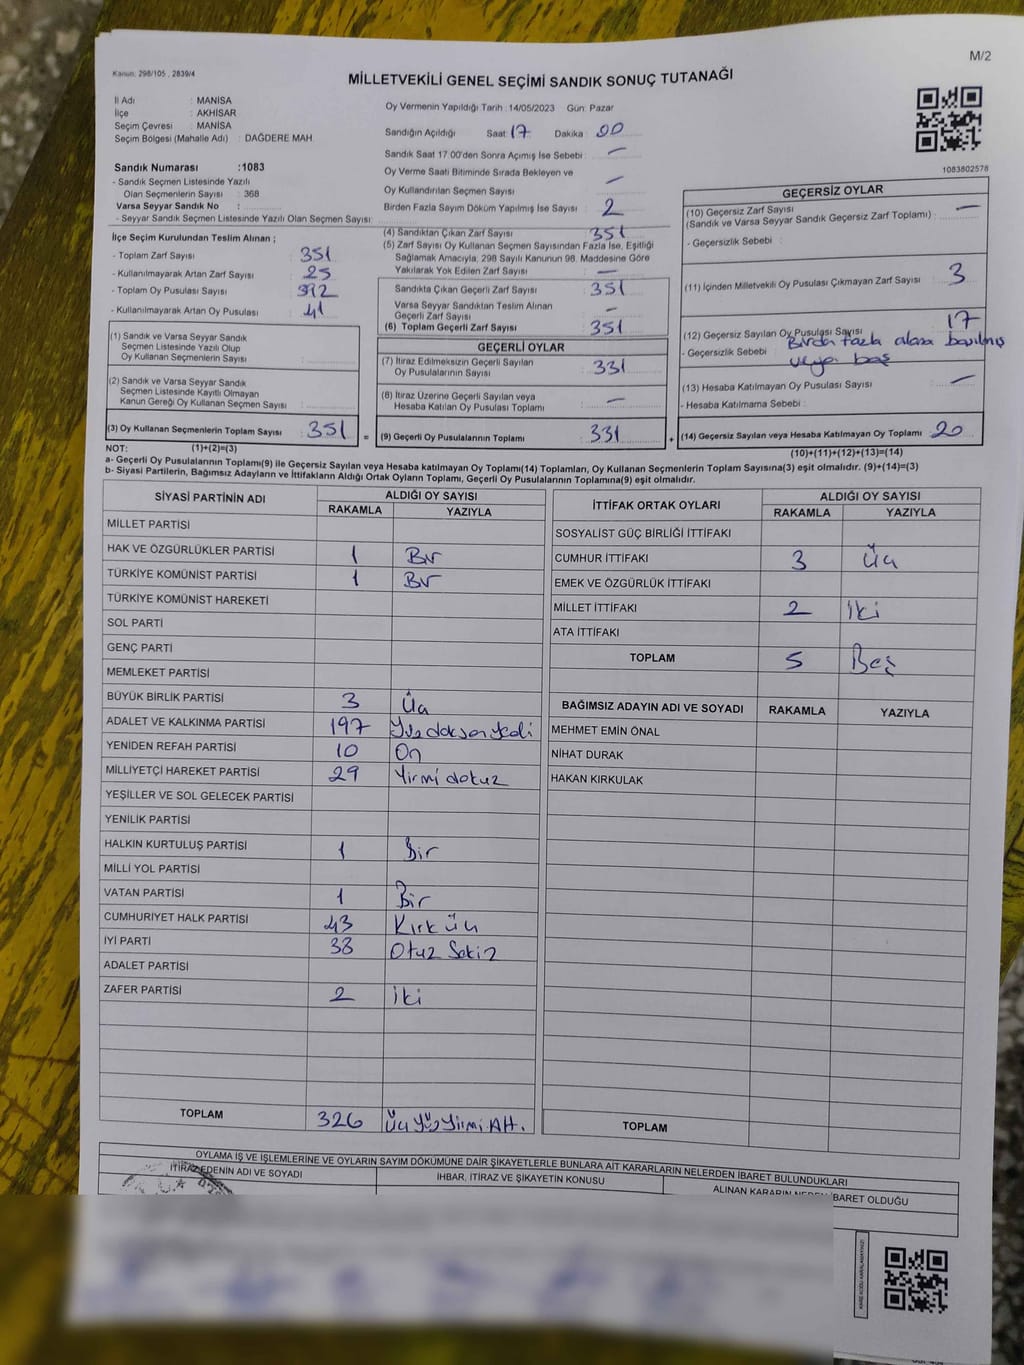 M/2
Kanun, 298/105 , 2839/4
MİLLETVEKİLİ GENEL SEÇİMİ SANDIK SONUÇ TUTANAĞI
İl Adı : MANİSA
İlçe : AKHİSAR
Seçim Çevresi : MANİSA
Seçim Bölgesi (Mahalle Adı) : DAĞDERE MAH
Sandık Numarası :1083
- Sandık Seçmen Listesinde Yazılı
Olan Seçmenlerin Sayısı : 368
Varsa Seyyar Sandık No :
- Seyyar Sandık Seçmen Listesinde Yazılı Olan Seçmen Sayısı:
Oy Vermenin Yapıldığı Tarih : 14/05/2023 Gün: Pazar
Sandığın Açıldığı Saat: 17 Dakika : 00
Sandık Saat 17 00'den Sonra Açımış İse Sebebi : —
Oy Verme Saati Bitiminde Sırada Bekleyen ve
Oy Kullandırılan Seçmen Sayısı —
Birden Fazla Sayım Döküm Yapılmış İse Sayısı : 2
1083802578
İlçe Seçim Kurulundan Teslim Alınan ;
- Toplam Zarf Sayısı : 351
- Kullanılmayarak Artan Zarf Sayısı : 25
- Toplam Oy Pusulası Sayısı : 392
- Kullanılmayarak Artan Oy Pusulası : 41
(1) Sandık ve Varsa Seyyar Sandık
Seçmen Listesinde Yazılı Olup
Oy Kullanan Seçmenlerin Sayısı :
(2) Sandık ve Varsa Seyyar Sandık
Seçmen Listesinde Kayıtlı Olmayan
Kanun Gereği Oy Kullanan Seçmen Sayısı :
(3) Oy Kullanan Seçmenlerin Toplam Sayısı : 351
(4) Sandıktan Çıkan Zarf Sayısı : 351
(5) Zarf Sayısı Oy Kullanan Seçmen Sayısından Fazla İse, Eşitliği
Sağlamak Amacıyla, 298 Sayılı Kanunun 98. Maddesine Göre
Yakılarak Yok Edilen Zarf Sayısı : —
Sandıkta Çıkan Geçerli Zarf Sayısı : 351
Varsa Seyyar Sandıktan Teslim Alınan
Geçerli Zarf Sayısı : —
(6) Toplam Geçerli Zarf Sayısı : 351
GEÇERLİ OYLAR
(7) İtiraz Edilmeksizin Geçerli Sayılan
Oy Pusulalarının Sayısı : 331
(8) İtiraz Üzerine Geçerli Sayılan veya
Hesaba Katılan Oy Pusulası Toplamı : —
= (9) Geçerli Oy Pusulalarının Toplamı : 331
GEÇERSİZ OYLAR
(10) Geçersiz Zarf Sayısı
(Sandık ve Varsa Seyyar Sandık Geçersiz Zarf Toplamı) : —
- Geçersizlik Sebebi :
(11) İçinden Milletvekili Oy Pusulası Çıkmayan Zarf Sayısı : 3
(12) Geçersiz Sayılan Oy Pusulası Sayısı : 17
- Geçersizlik Sebebi : Birden fazla alana basılmış
veya boş
(13) Hesaba Katılmayan Oy Pusulası Sayısı : —
- Hesaba Katılmama Sebebi :
+ (14) Geçersiz Sayılan veya Hesaba Katılmayan Oy Toplamı : 20
NOT: (1)+(2)=(3)
(10)+(11)+(12)+(13)=(14)
a- Geçerli Oy Pusulalarının Toplamı(9) ile Geçersiz Sayılan veya Hesaba katılmayan Oy Toplamı(14) Toplamları, Oy Kullanan Seçmenlerin Toplam Sayısına(3) eşit olmalıdır. (9)+(14)=(3)
b- Siyasi Partilerin, Bağımsız Adayların ve İttifakların Aldığı Ortak Oyların Toplamı, Geçerli Oy Pusulalarının Toplamına(9) eşit olmalıdır.
SİYASİ PARTİNİN ADI ALDIĞI OY SAYISI
RAKAMLA YAZIYLA
MİLLET PARTİSİ
HAK VE ÖZGÜRLÜKLER PARTİSİ 1 Bir
TÜRKİYE KOMÜNİST PARTİSİ 1 Bir
TÜRKİYE KOMÜNİST HAREKETİ
SOL PARTİ
GENÇ PARTİ
MEMLEKET PARTİSİ
BÜYÜK BİRLİK PARTİSİ 3 Üç
ADALET VE KALKINMA PARTİSİ 197 Yüzdoksanyedi
YENİDEN REFAH PARTİSİ 10 On
MİLLİYETÇİ HAREKET PARTİSİ 29 Yirmi dokuz
YEŞİLLER VE SOL GELECEK PARTİSİ
YENİLİK PARTİSİ
HALKIN KURTULUŞ PARTİSİ 1 Bir
MİLLİ YOL PARTİSİ
VATAN PARTİSİ 1 Bir
CUMHURİYET HALK PARTİSİ 43 Kırk üç
İYİ PARTİ 38 Otuz Sekiz
ADALET PARTİSİ
ZAFER PARTİSİ 2 İki
TOPLAM 326 Üç Yüz Yirmi Alt.
İTTİFAK ORTAK OYLARI ALDIĞI OY SAYISI
RAKAMLA YAZIYLA
SOSYALİST GÜÇ BİRLİĞİ İTTİFAKI
CUMHUR İTTİFAKI 3 Üç
EMEK VE ÖZGÜRLÜK İTTİFAKI
MİLLET İTTİFAKI 2 İki
ATA İTTİFAKI
TOPLAM 5 Beş
BAĞIMSIZ ADAYIN ADI VE SOYADI RAKAMLA YAZIYLA
MEHMET EMİN ÖNAL
NİHAT DURAK
HAKAN KIRKULAK
TOPLAM
OYLAMA İŞ VE İŞLEMLERİNE VE OYLARIN SAYIM DÖKÜMÜNE DAİR ŞİKAYETLERLE BUNLARA AİT KARARLARIN NELERDEN İBARET BULUNDUKLARI
İTİRAZ EDENİN ADI VE SOYADI İHBAR, İTİRAZ VE ŞİKAYETİN KONUSU ALINAN KARARIN NEDEN İBARET OLDUĞU